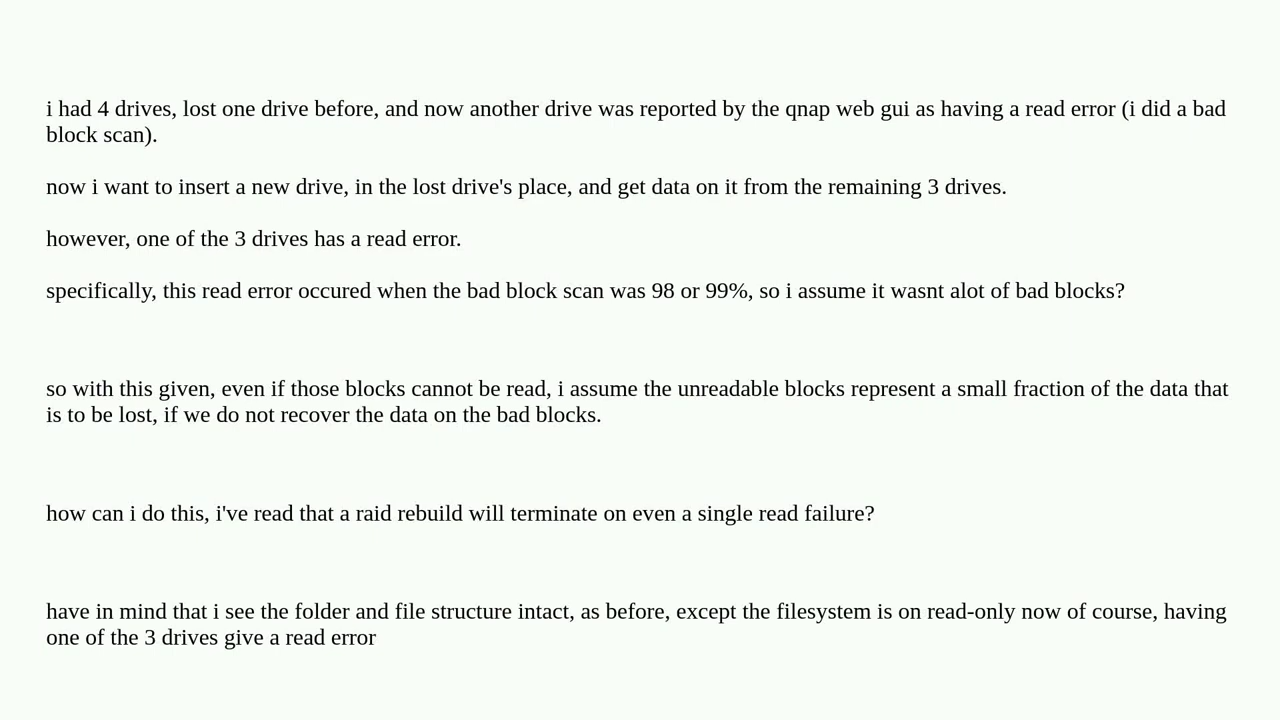 i had 4 drives, lost one drive before, and now another drive was reported by the qnap web gui as having a read error (i did a bad
block scan).
now i want to insert a new drive, in the lost drive's place, and get data on it from the remaining 3 drives.
however, one of the 3 drives has a read error.
specifically, this read error occured when the bad block scan was 98 or 99%, so i assume it wasnt alot of bad blocks?
so with this given, even if those blocks cannot be read, i assume the unreadable blocks represent a small fraction of the data that
is to be lost, if we do not recover the data on the bad blocks.
how can i do this, i've read that a raid rebuild will terminate on even a single read failure?
have in mind that i see the folder and file structure intact, as before, except the filesystem is on read-only now of course, having
one of the 3 drives give a read error